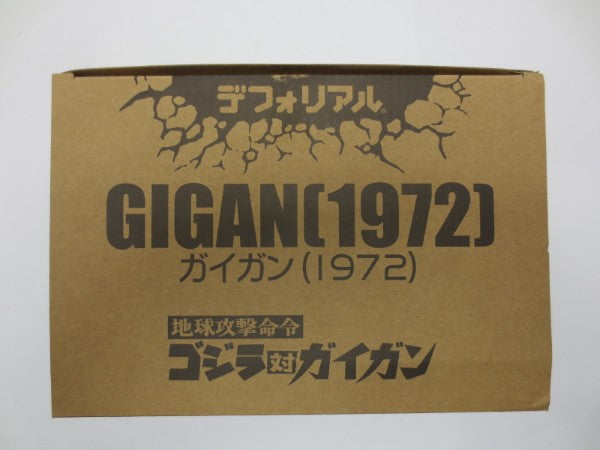 デフォリアル®
GIGAN(1972)
ガイガン(1972)
地球攻撃命令
ゴジラ対ガイガン